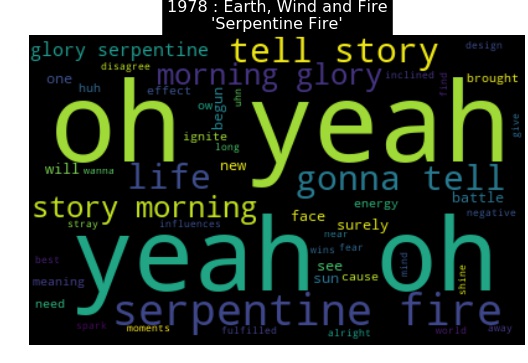 1978 : Earth, Wind and Fire
'Serpentine Fire'
glory serpentine
tell story
design
disagree
morning glory
inclined
find
brought
one
huh
effect
oh yeah
ow
begun
uhn
ignite
long
give
will
wanna
life
new
gonna tell
battle
story morning
face
energy
negative
stray
influences
surely
yeah oh
near
wins
fear
mind
shine
best
meaning
see
sun
cause
need
serpentine fire
spark
moments
fulfilled
alright
world
away